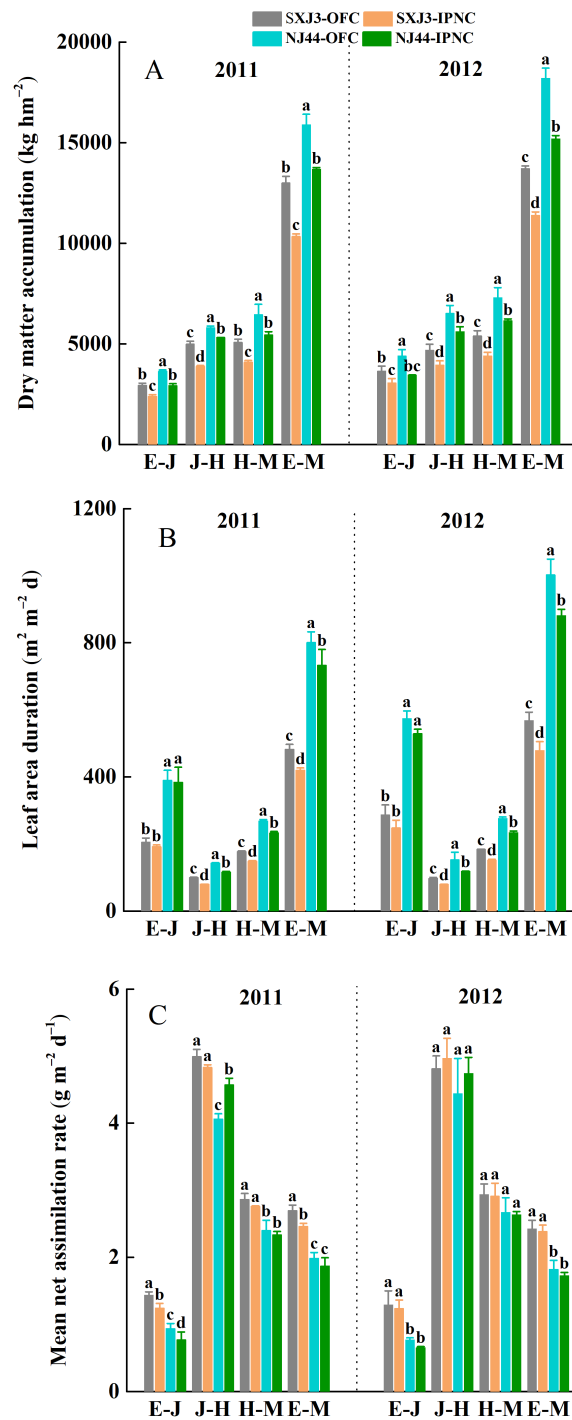 SXJ3-OFC SXJ3-IPNC
NJ44-OFC NJ44-IPNC
A 2011 2012
Dry matter accumulation (kg hm⁻²)
20000
15000
10000
5000
0
b c a b c d a b b c a b b c a b
b c a bc c d a b b c a b c d a b
E-J J-H H-M E-M E-J J-H H-M E-M
B 2011 2012
Leaf area duration (m² m⁻² d)
1200
800
400
0
b b a a c d a b c d a b c d a b
b b a a c d a b c d a b c d a b
E-J J-H H-M E-M E-J J-H H-M E-M
C 2011 2012
Mean net assimilation rate (g m⁻² d⁻¹)
6
4
2
0
a b c d a a c b a a b b a b c c
a a b b a a a a a a a a a a b b
E-J J-H H-M E-M E-J J-H H-M E-M